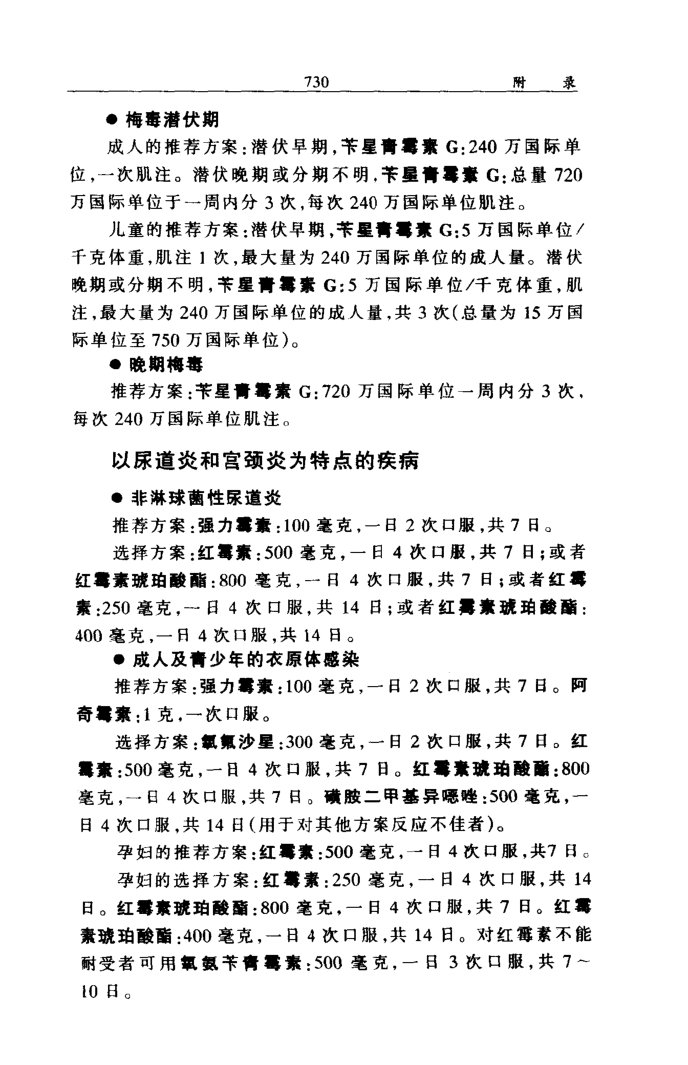 730 附 录
● 梅毒潜伏期
成人的推荐方案:潜伏早期,苄星青霉素 G:240 万国际单
位,一次肌注。潜伏晚期或分期不明,苄星青霉素 G:总量 720
万国际单位于一周内分 3 次,每次 240 万国际单位肌注。
儿童的推荐方案:潜伏早期,苄星青霉素 G:5 万国际单位/
千克体重,肌注 1 次,最大量为 240 万国际单位的成人量。潜伏
晚期或分期不明,苄星青霉素 G:5 万国际单位/千克体重,肌
注,最大量为 240 万国际单位的成人量,共 3 次(总量为 15 万国
际单位至 750 万国际单位)。
● 晚期梅毒
推荐方案:苄星青霉素 G:720 万国际单位一周内分 3 次,
每次 240 万国际单位肌注。
以尿道炎和宫颈炎为特点的疾病
● 非淋球菌性尿道炎
推荐方案:强力霉素:100 毫克,一日 2 次口服,共 7 日。
选择方案:红霉素:500 毫克,一日 4 次口服,共 7 日;或者
红霉素琥珀酸酯:800 毫克,一日 4 次口服,共 7 日;或者红霉
素:250 毫克,一日 4 次口服,共 14 日;或者红霉素琥珀酸酯:
400 毫克,一日 4 次口服,共 14 日。
● 成人及青少年的衣原体感染
推荐方案:强力霉素:100 毫克,一日 2 次口服,共 7 日。阿
奇霉素:1 克,一次口服。
选择方案:氧氟沙星:300 毫克,一日 2 次口服,共 7 日。红
霉素:500 毫克,一日 4 次口服,共 7 日。红霉素琥珀酸酯:800
毫克,一日 4 次口服,共 7 日。磺胺二甲基异噁唑:500 毫克,一
日 4 次口服,共 14 日(用于对其他方案反应不佳者)。
孕妇的推荐方案:红霉素:500 毫克,一日 4 次口服,共7 日。
孕妇的选择方案:红霉素:250 毫克,一日 4 次口服,共 14
日。红霉素琥珀酸酯:800 毫克,一日 4 次口服,共 7 日。红霉
素琥珀酸酯:400 毫克,一日 4 次口服,共 14 日。对红霉素不能
耐受者可用氧氨苄青霉素:500 毫克,一日 3 次口服,共 7～
10 日。